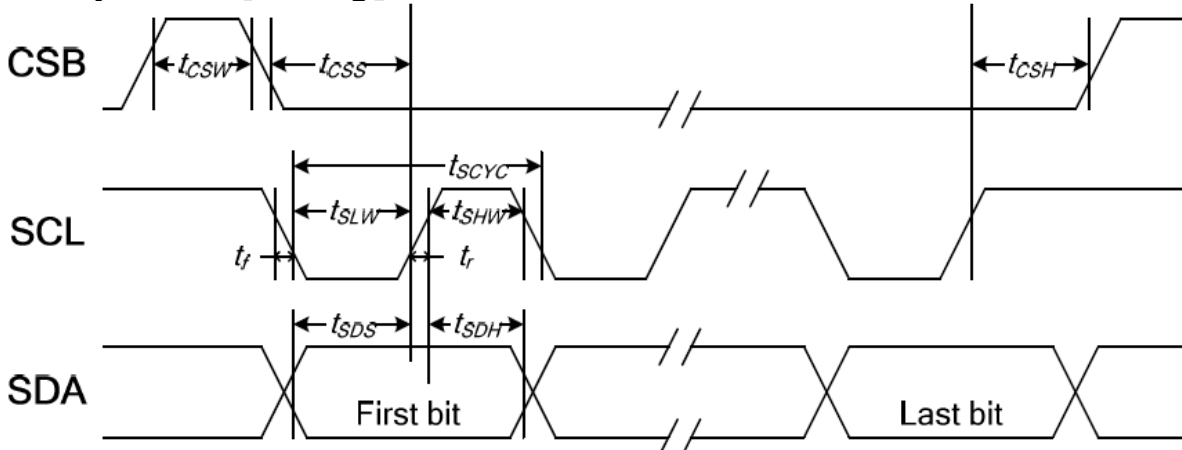 CSB
tCSW
tCSS
tCSH
tSCYC
SCL
tSLW
tSHW
tf
tr
SDA
tSDS
tSDH
First bit
Last bit